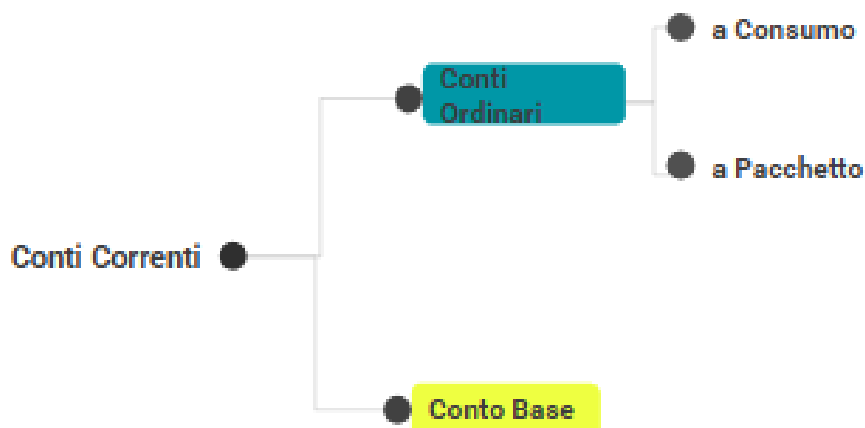 a Consumo
Conti
Ordinari
a Pacchetto
Conti Correnti
Conto Base